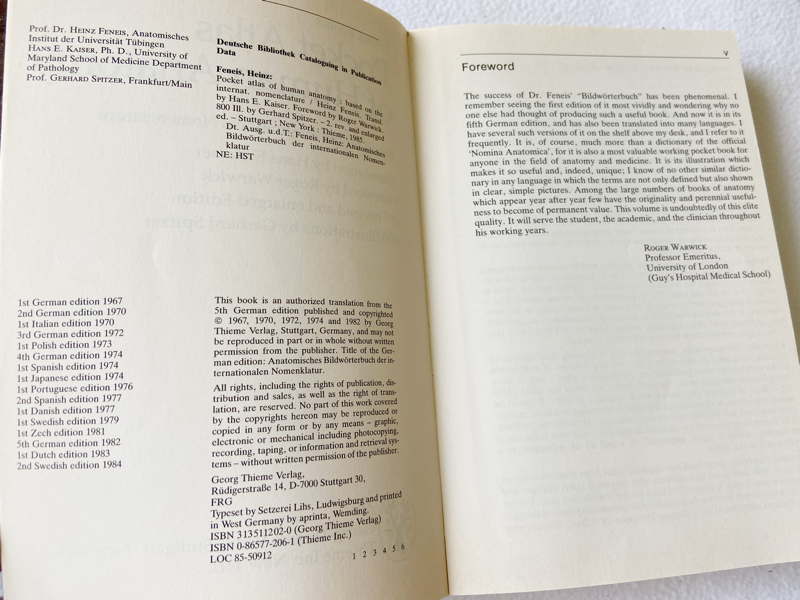 Prof. Dr. HEINZ FENEIS, Anatomisches
Institut der Universität Tübingen
HANS E. KAISER, Ph. D., University of
Maryland School of Medicine Department
of Pathology
Prof. GERHARD SPITZER, Frankfurt/Main
Deutsche Bibliothek Cataloguing in Publication
Data
Feneis, Heinz:
Pocket atlas of human anatomy : based on the
internat. nomenclature / Heinz Feneis. Transl.
by Hans E. Kaiser. Foreword by Roger Warwick.
800 Ill. by Gerhard Spitzer. – 2. rev. and enlarged
ed. – Stuttgart ; New York : Thieme, 1985.
Dt. Ausg. u.d.T.: Feneis, Heinz: Anatomisches
Bildwörterbuch der internationalen Nomen-
klatur
NE: HST
1st German edition 1967
2nd German edition 1970
1st Italian edition 1970
3rd German edition 1972
1st Polish edition 1973
4th German edition 1974
1st Spanish edition 1974
1st Japanese edition 1974
1st Portuguese edition 1976
2nd Spanish edition 1977
1st Danish edition 1977
1st Swedish edition 1979
1st Zech edition 1981
5th German edition 1982
1st Dutch edition 1983
2nd Swedish edition 1984
This book is an authorized translation from the
5th German edition published and copyrighted
© 1967, 1970, 1972, 1974 and 1982 by Georg
Thieme Verlag, Stuttgart, Germany, and may not
be reproduced in part or in whole without written
permission from the publisher. Title of the Ger-
man edition: Anatomisches Bildwörterbuch der in-
ternationalen Nomenklatur.
All rights, including the rights of publication, dis-
tribution and sales, as well as the right of trans-
lation, are reserved. No part of this work covered
by the copyrights hereon may be reproduced or
copied in any form or by any means – graphic,
electronic or mechanical including photocopying,
recording, taping, or information and retrieval sys-
tems – without written permission of the publisher.
Georg Thieme Verlag,
Rüdigerstraße 14, D-7000 Stuttgart 30,
FRG
Typeset by Setzerei Lihs, Ludwigsburg and printed
in West Germany by aprinta, Wemding.
ISBN 313511202-0 (Georg Thieme Verlag)
ISBN 0-86577-206-1 (Thieme Inc.)
LOC 85-50912
1 2 3 4 5 6
V
Foreword
The success of Dr. Feneis' “Bildwörterbuch” has been phenomenal. I
remember seeing the first edition of it most vividly and wondering why no
one else had thought of producing such a useful book. And now it is in its
fifth German edition, and has also been translated into many languages. I
have several such versions of it on the shelf above my desk, and I refer to it
frequently. It is, of course, much more than a dictionary of the official
‘Nomina Anatomica’, for it is also a most valuable working pocket book for
anyone in the field of anatomy and medicine. It is its illustration which
makes it so useful and, indeed, unique; I know of no other similar dictio-
nary in any language in which the terms are not only defined but also shown
in clear, simple pictures. Among the large numbers of books of anatomy
which appear year after year few have the originality and perennial useful-
ness to become of permanent value. This volume is undoubtedly of this elite
quality. It will serve the student, the academic, and the clinician throughout
his working years.
ROGER WARWICK
Professor Emeritus,
University of London
(Guy's Hospital Medical School)